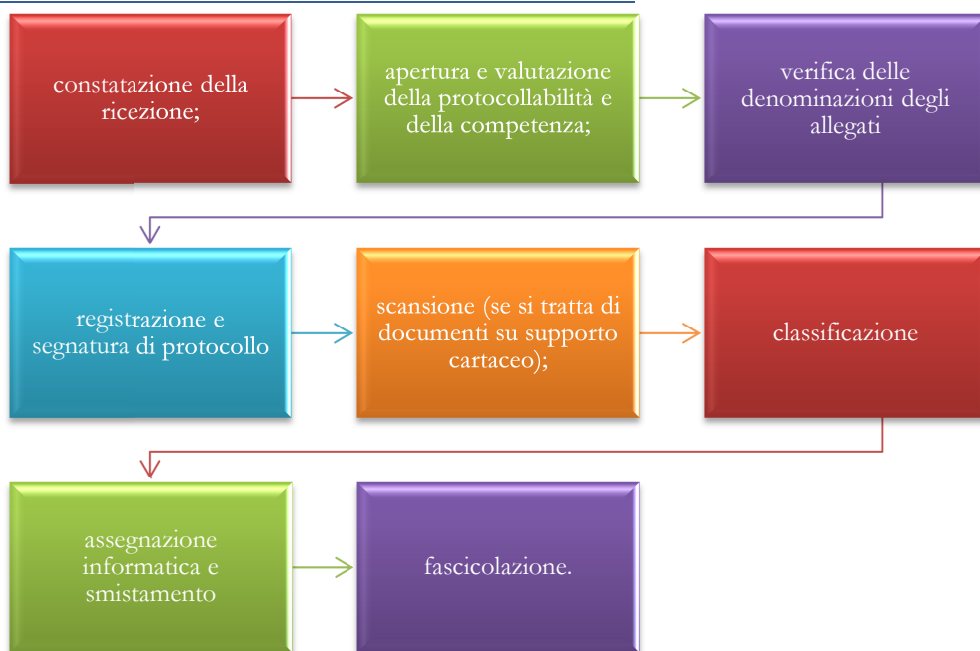 constatazione della
ricezione;
apertura e valutazione
della protocollabilità e
della competenza;
verifica delle
denominazioni degli
allegati
registrazione e
segnatura di protocollo
scansione (se si tratta di
documenti su supporto
cartaceo);
classificazione
assegnazione
informatica e
smistamento
fascicolazione.